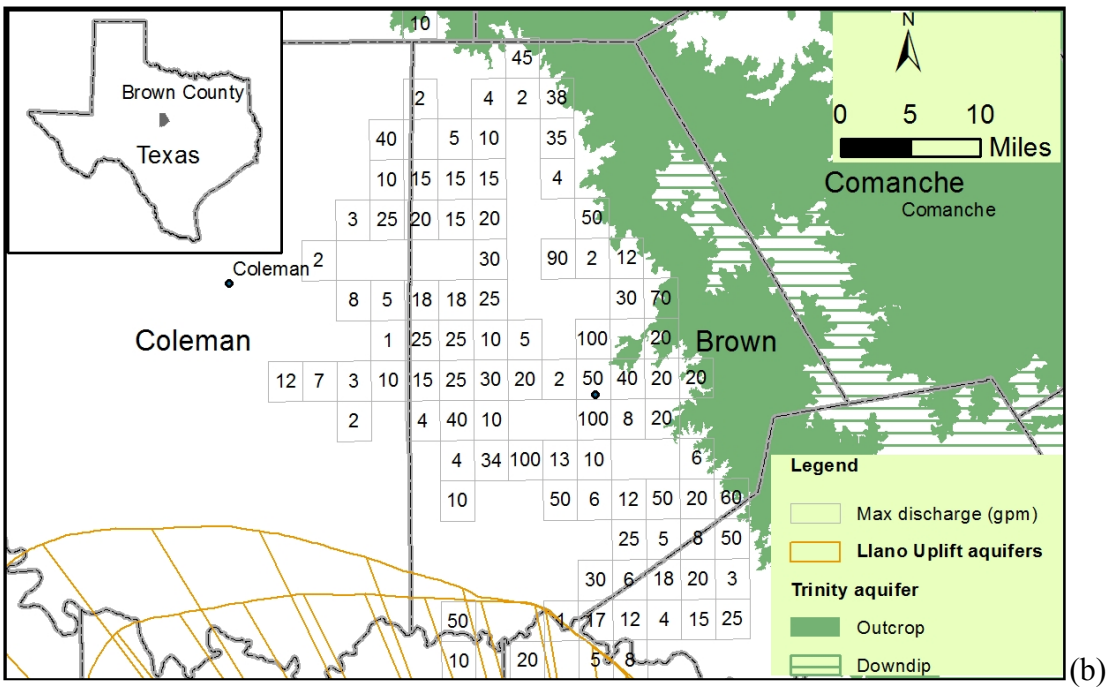 10
N
45
Brown County
2 4 2 38
0 5 10
Miles
40 5 10 35
Texas
10 15 15 15 4
Comanche
Comanche
3 25 20 15 20 50
2 30 90 2 12
Coleman
8 5 18 18 25 30 70
Coleman
1 25 25 10 5 100 20
Brown
12 7 3 10 15 25 30 20 2 50 40 20 20
2 4 40 10 100 8 20
4 34 100 13 10 6
10 50 6 12 50 20 60
25 5 8 50
30 6 18 20 3
50 1 17 12 4 15 25
10 20 5 8
Legend
Max discharge (gpm)
Llano Uplift aquifers
Trinity aquifer
Outcrop
Downdip
(b)